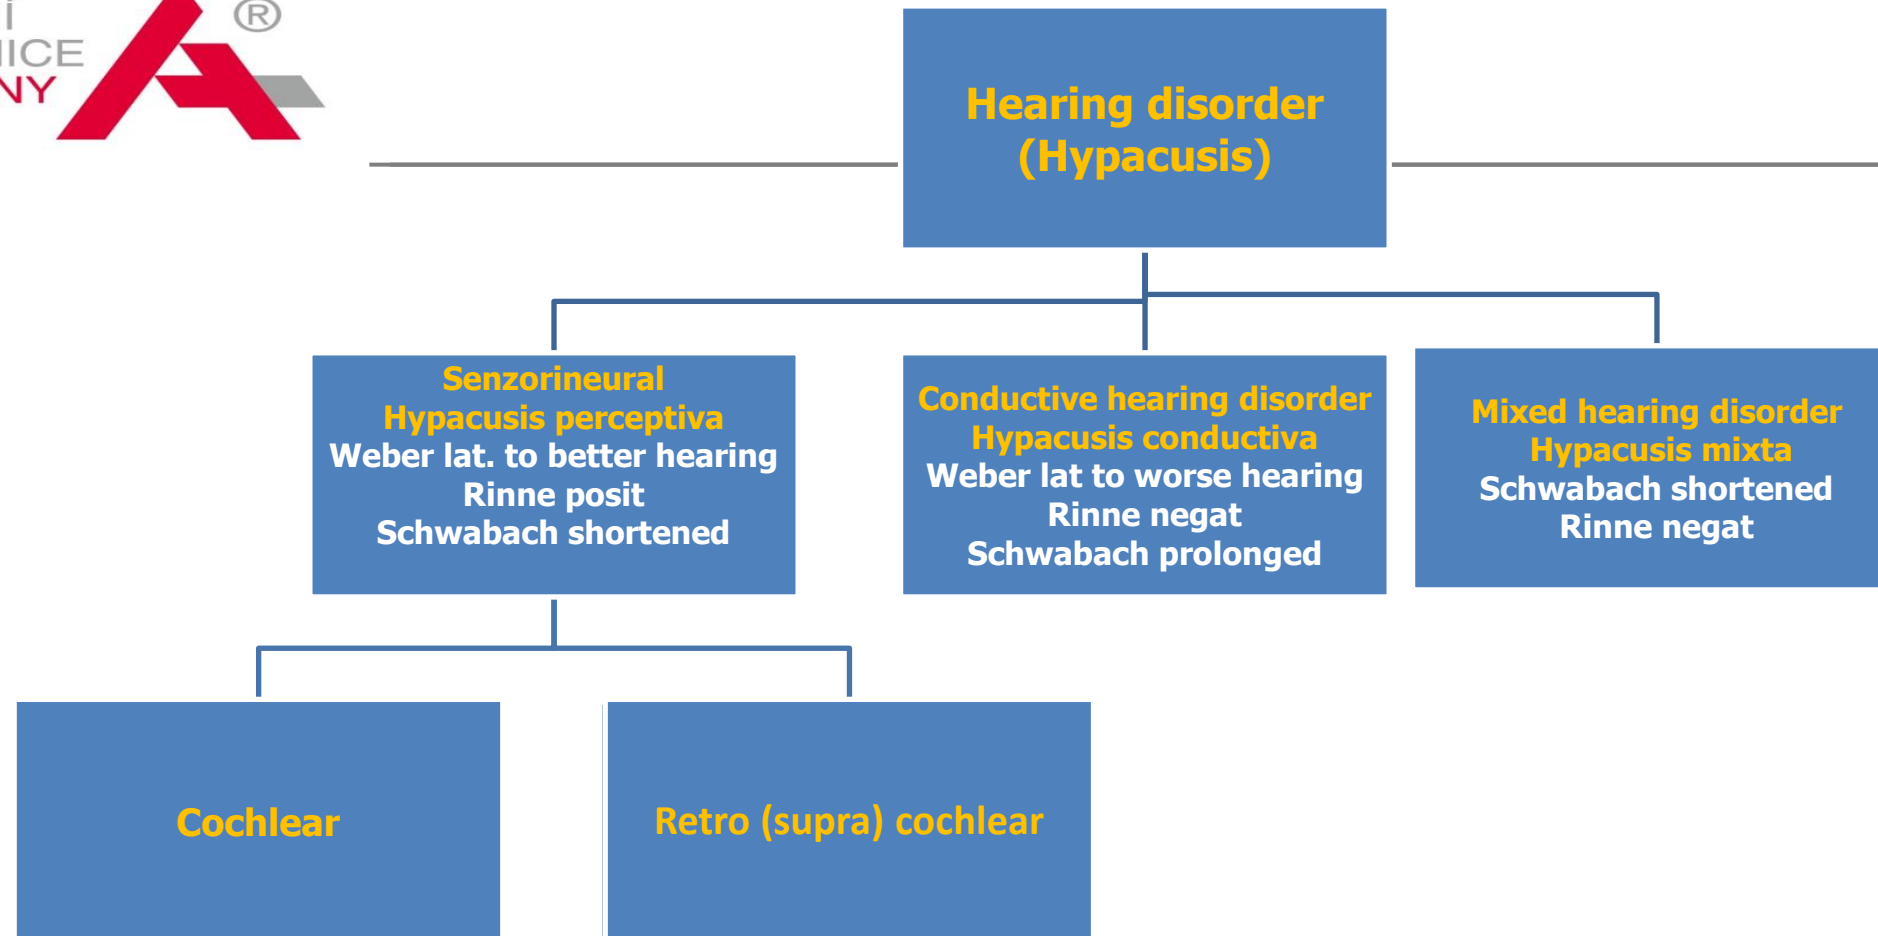 NICE
NY
®
Hearing disorder
(Hypacusis)
Senzorineural
Hypacusis perceptiva
Weber lat. to better hearing
Rinne posit
Schwabach shortened
Conductive hearing disorder
Hypacusis conductiva
Weber lat to worse hearing
Rinne negat
Schwabach prolonged
Mixed hearing disorder
Hypacusis mixta
Schwabach shortened
Rinne negat
Cochlear
Retro (supra) cochlear